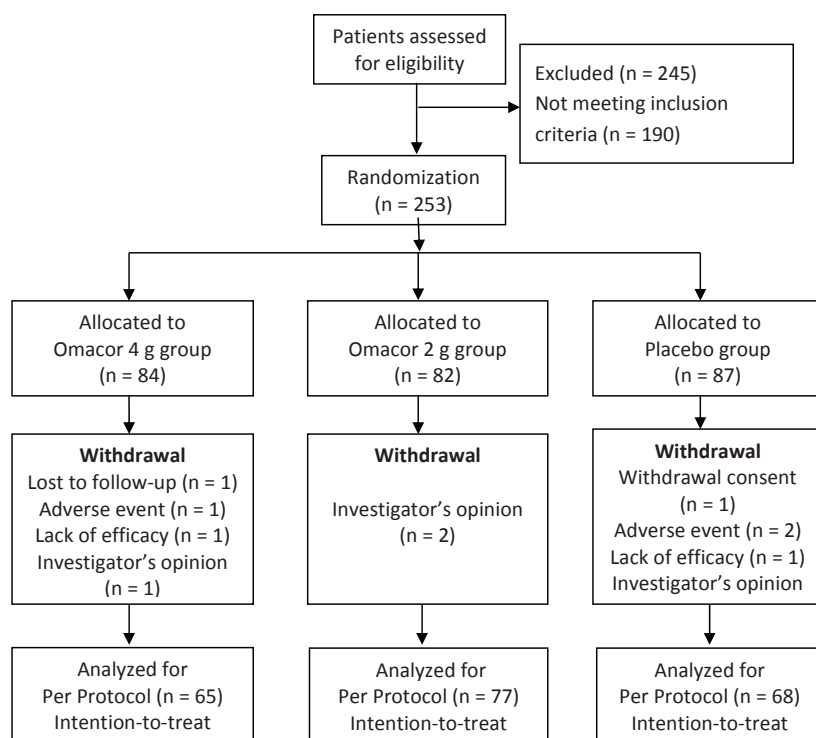 Patients assessed
for eligibility
Excluded (n = 245)
Not meeting inclusion
criteria (n = 190)
Randomization
(n = 253)
Allocated to
Omacor 4 g group
(n = 84)
Allocated to
Omacor 2 g group
(n = 82)
Allocated to
Placebo group
(n = 87)
Withdrawal
Lost to follow-up (n = 1)
Adverse event (n = 1)
Lack of efficacy (n = 1)
Investigator's opinion
(n = 1)
Withdrawal
Investigator's opinion
(n = 2)
Withdrawal
Withdrawal consent
(n = 1)
Adverse event (n = 2)
Lack of efficacy (n = 1)
Investigator's opinion
Analyzed for
Per Protocol (n = 65)
Intention-to-treat
Analyzed for
Per Protocol (n = 77)
Intention-to-treat
Analyzed for
Per Protocol (n = 68)
Intention-to-treat